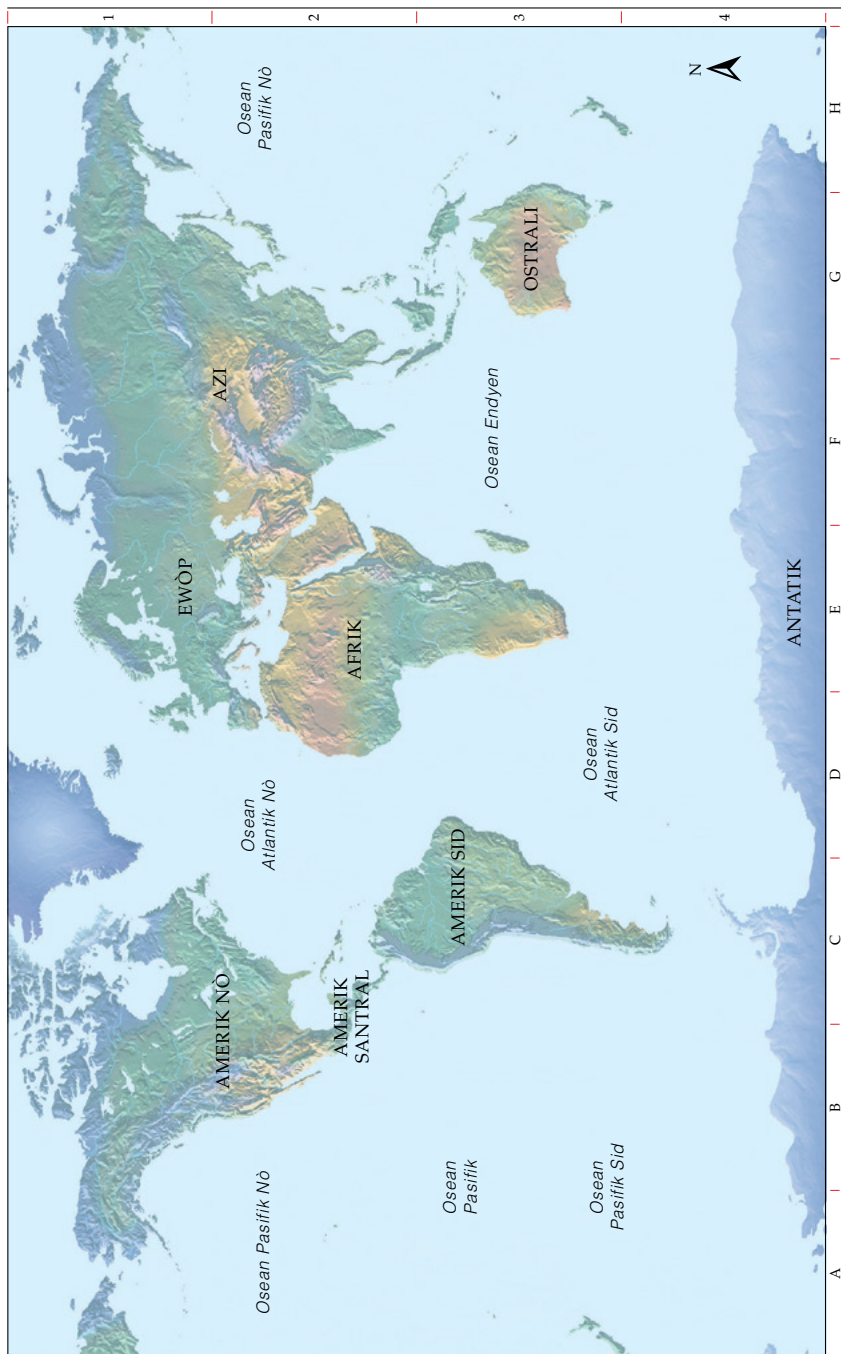 1
2
3
4
N
Osean
Pasifik Nò
AZI
EWÒP
AFRIK
OSTRALI
Osean Endyen
Osean
Atlantik Nò
AMERIK NÒ
AMERIK
SANTRAL
AMERIK SID
Osean Pasifik Nò
Osean
Pasifik
Osean
Pasifik Sid
Osean
Atlantik Sid
ANTATIK
A
B
C
D
E
F
G
H